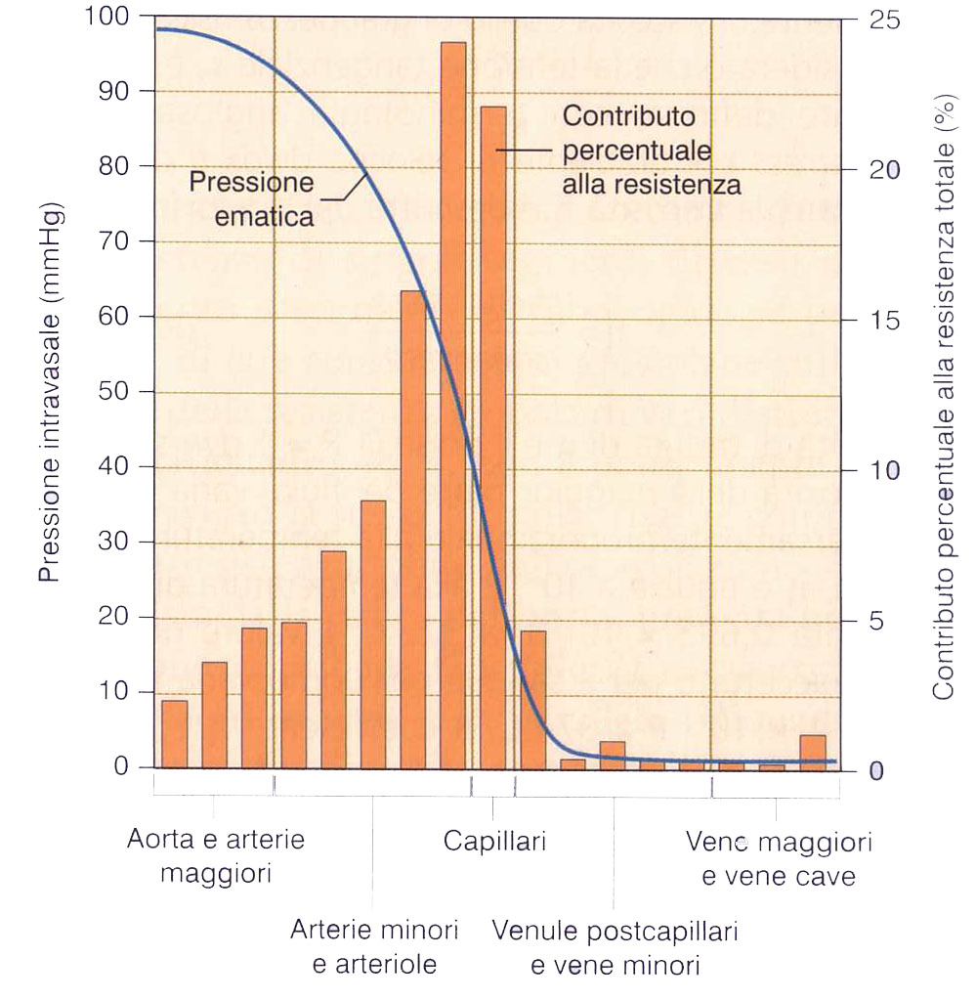 Pressione intravasale (mmHg)
100
90
80
70
60
50
40
30
20
10
0
Pressione
ematica
Contributo
percentuale
alla resistenza
25
20
15
10
5
0
Contributo percentuale alla resistenza totale (%)
Aorta e arterie
maggiori
Capillari
Vene maggiori
e vene cave
Arterie minori
e arteriole
Venule postcapillari
e vene minori